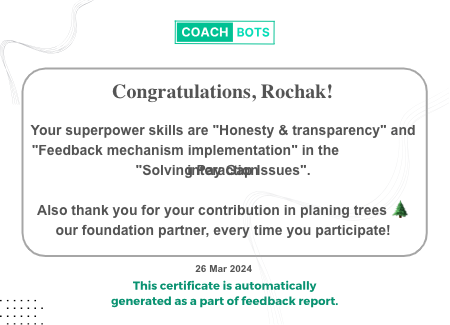 COACH BOTS
Congratulations, Rochak!
Your superpower skills are "Honesty & transparency" and
"Feedback mechanism implementation" in the
interaction
"Solving Pay Gap Issues".
Also thank you for your contribution in planing trees 🌲
our foundation partner, every time you participate!
26 Mar 2024
This certificate is automatically
generated as a part of feedback report.